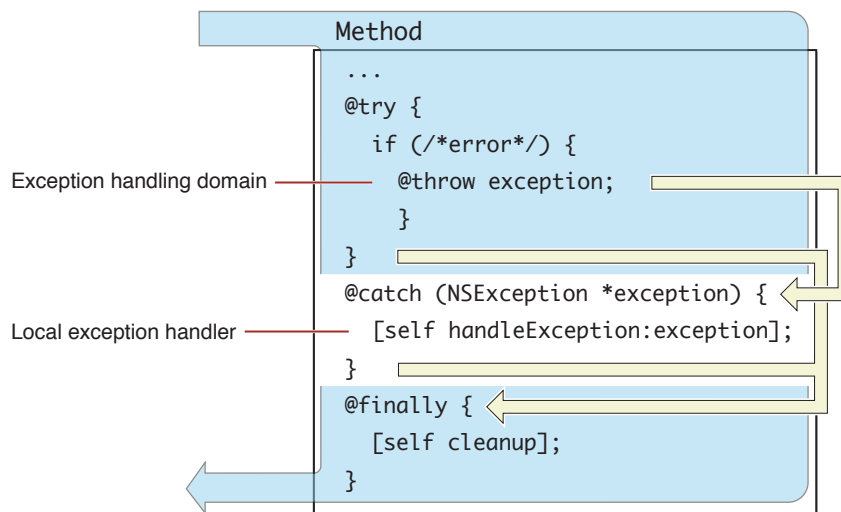 Method
...
@try {
if (/*error*/) {
Exception handling domain
@throw exception;
}
}
@catch (NSException *exception) {
Local exception handler
[self handleException:exception];
}
@finally {
[self cleanup];
}